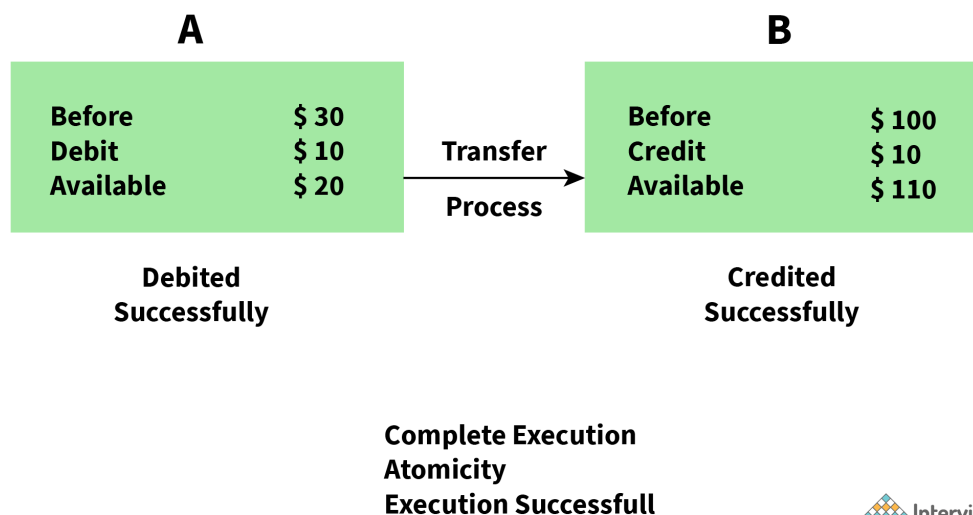 A
B
Before $ 30
Debit $ 10
Available $ 20
Transfer
Process
Before $ 100
Credit $ 10
Available $ 110
Debited
Successfully
Credited
Successfully
Complete Execution
Atomicity
Execution Successfull